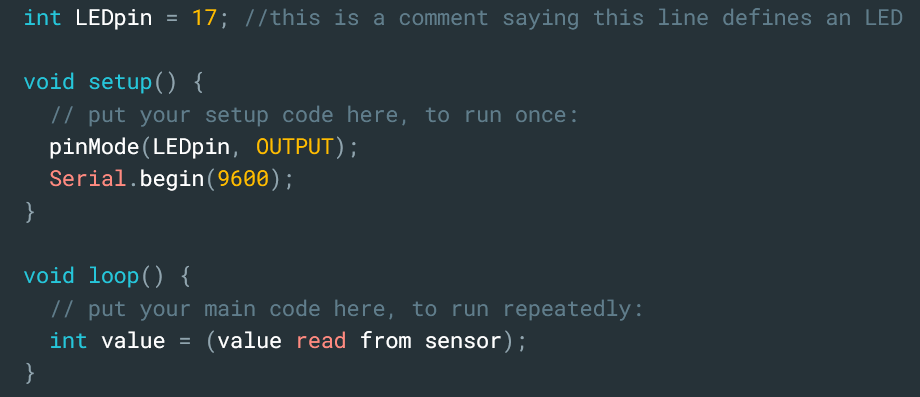 int LEDpin = 17; //this is a comment saying this line defines an LED
void setup() {
// put your setup code here, to run once:
pinMode(LEDpin, OUTPUT);
Serial.begin(9600);
}
void loop() {
// put your main code here, to run repeatedly:
int value = (value read from sensor);
}